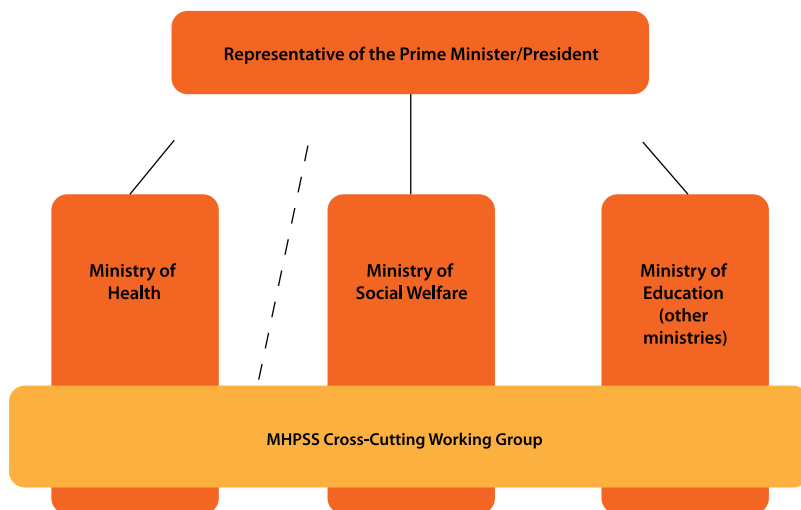 Representative of the Prime Minister/President
Ministry of
Health
Ministry of
Social Welfare
Ministry of
Education
(other
ministries)
MHPSS Cross-Cutting Working Group